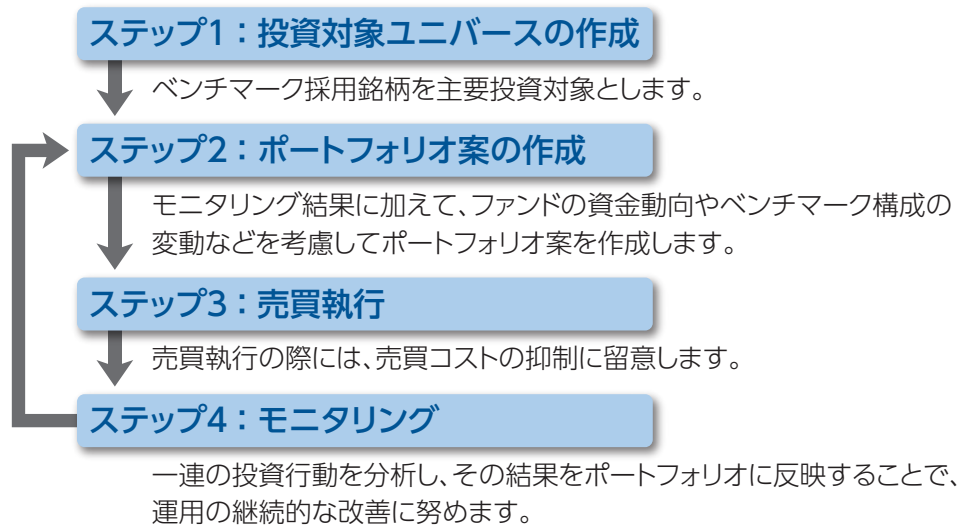 ステップ1：投資対象ユニバースの作成
ベンチマーク採用銘柄を主要投資対象とします。
ステップ2：ポートフォリオ案の作成
モニタリング結果に加えて、ファンドの資金動向やベンチマーク構成の
変動などを考慮してポートフォリオ案を作成します。
ステップ3：売買執行
売買執行の際には、売買コストの抑制に留意します。
ステップ4：モニタリング
一連の投資行動を分析し、その結果をポートフォリオに反映することで、
運用の継続的な改善に努めます。